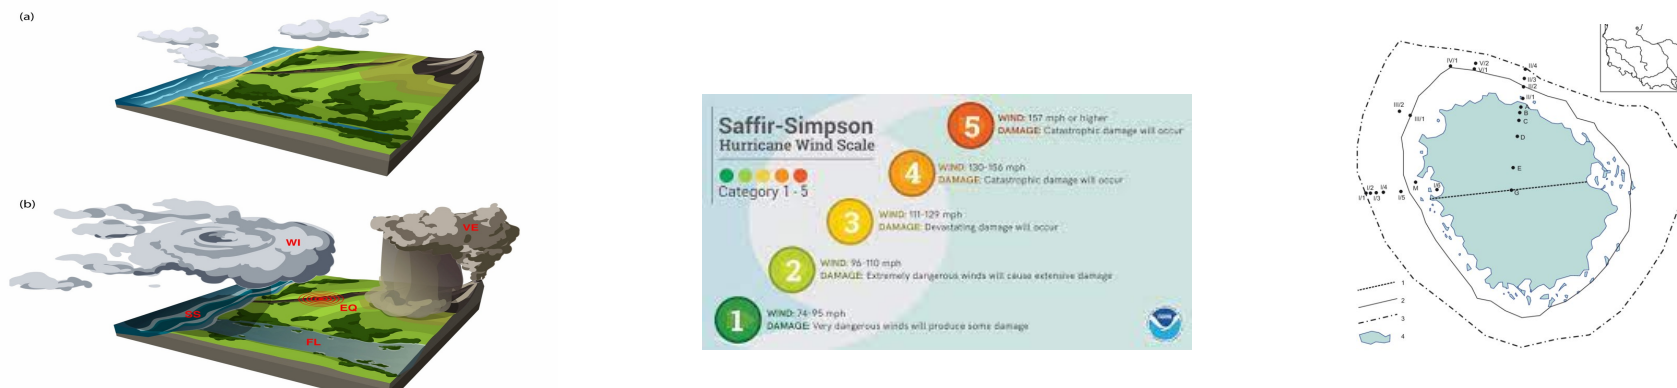 (a)
(b)
WI
VE
SS
EQ
FL
Saffir-Simpson
Hurricane Wind Scale
Category 1 - 5
5
WIND: 157 mph or higher
DAMAGE: Catastrophic damage will occur
4
WIND: 130-156 mph
DAMAGE: Catastrophic damage will occur
3
WIND: 111-129 mph
DAMAGE: Devastating damage will occur
2
WIND: 96-110 mph
DAMAGE: Extremely dangerous winds will cause extensive damage
1
WIND: 74-95 mph
DAMAGE: Very dangerous winds will produce some damage
IV/1
V/2
V/1
II/4
II/3
II/2
II/1
B
C
D
E
G
III/2
III/1
I/2
I/4
I/1
I/3
I/5
M
I/6
1
2
3
4